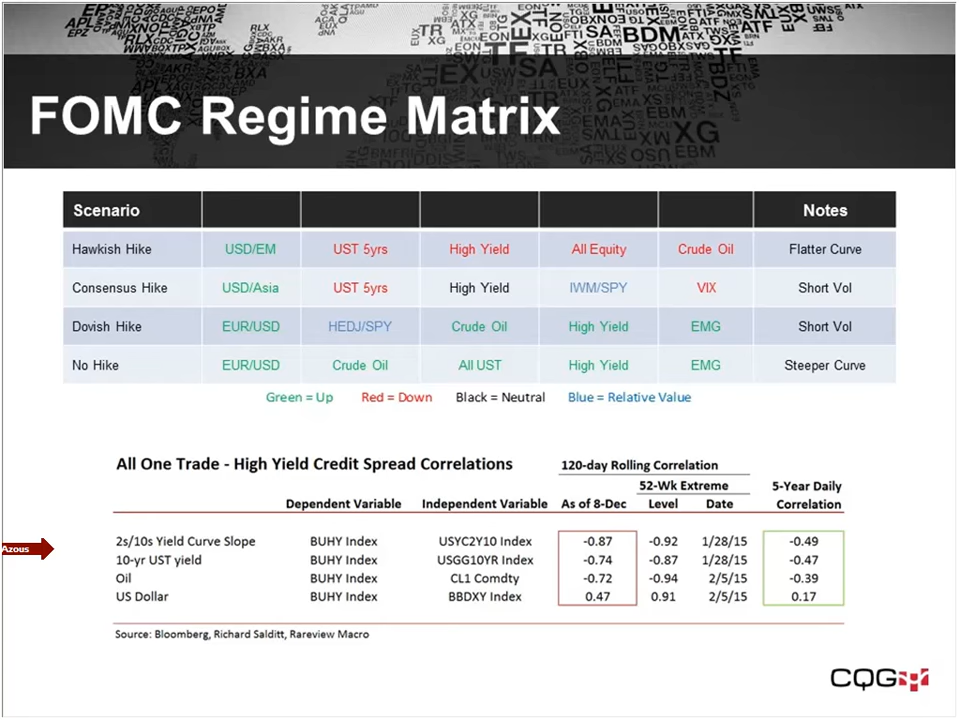 FOMC Regime Matrix
Scenario Notes
Hawkish Hike USD/EM UST 5yrs High Yield All Equity Crude Oil Flatter Curve
Consensus Hike USD/Asia UST 5yrs High Yield IWM/SPY VIX Short Vol
Dovish Hike EUR/USD HEDJ/SPY Crude Oil High Yield EMG Short Vol
No Hike EUR/USD Crude Oil All UST High Yield EMG Steeper Curve
Green = Up Red = Down Black = Neutral Blue = Relative Value
All One Trade - High Yield Credit Spread Correlations 120-day Rolling Correlation
52-Wk Extreme 5-Year Daily
Dependent Variable Independent Variable As of 8-Dec Level Date Correlation
Azous
2s/10s Yield Curve Slope BUHY Index USYC2Y10 Index -0.87 -0.92 1/28/15 -0.49
10-yr UST yield BUHY Index USGG10YR Index -0.74 -0.87 1/28/15 -0.47
Oil BUHY Index CL1 Comdty -0.72 -0.94 2/5/15 -0.39
US Dollar BUHY Index BBDXY Index 0.47 0.91 2/5/15 0.17
Source: Bloomberg, Richard Salditt, Rareview Macro
CQG